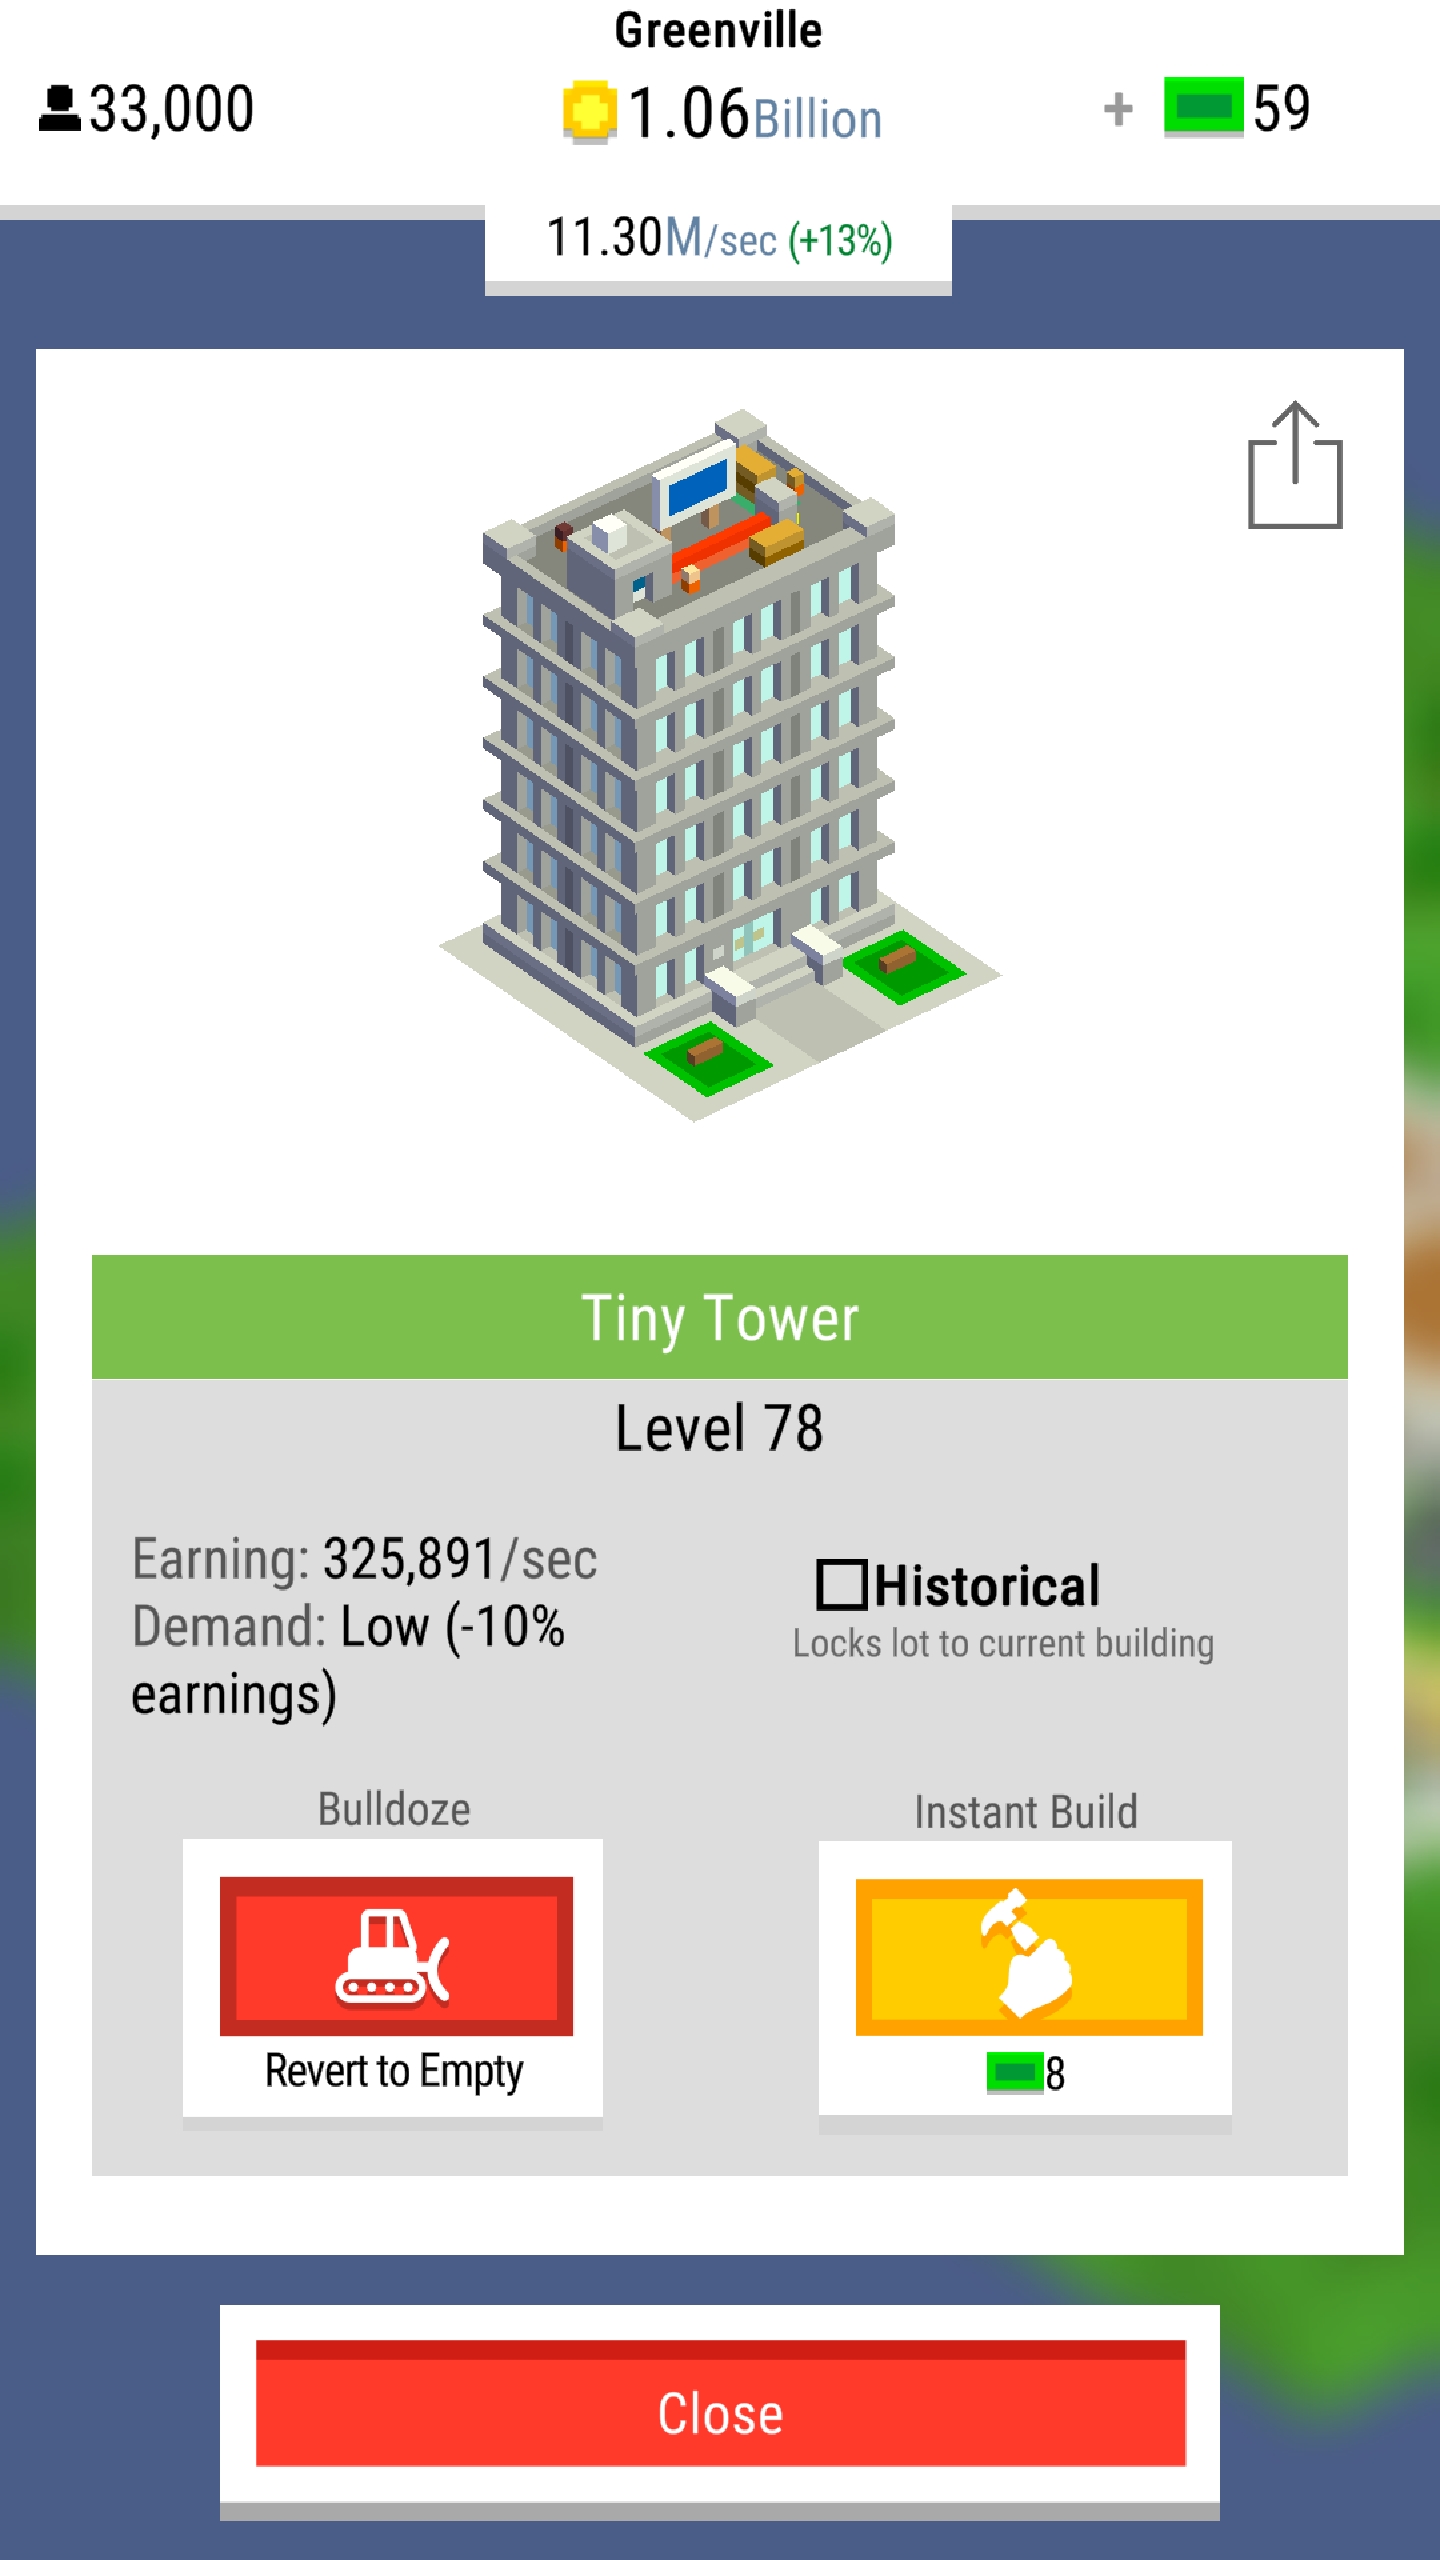 Greenville
33,000
1.06Billion
+ 59
11.30M/sec (+13%)
Tiny Tower
Level 78
Earning: 325,891/sec
Demand: Low (-10%
earnings)
Historical
Locks lot to current building
Bulldoze
Revert to Empty
Instant Build
8
Close